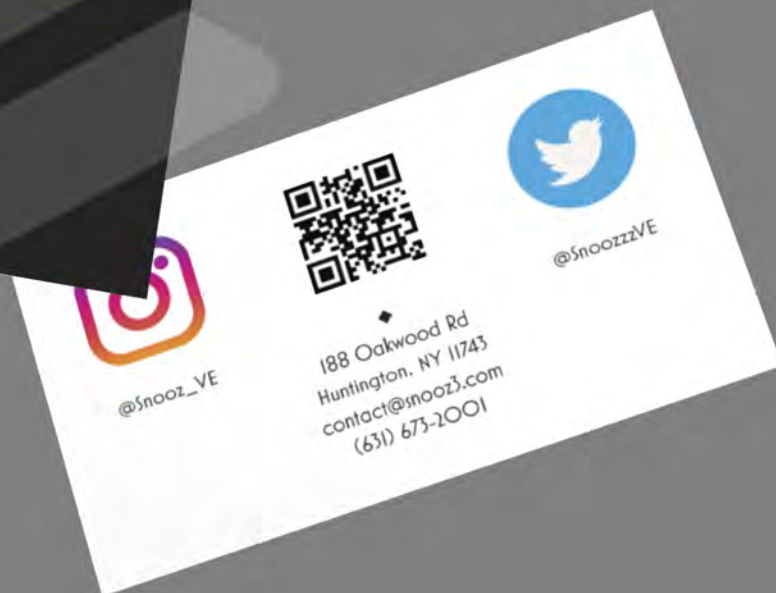 @Snooz_VE
188 Oakwood Rd
Huntington, NY 11743
contact@snooz3.com
(631) 673-2001
@SnoozzzVE